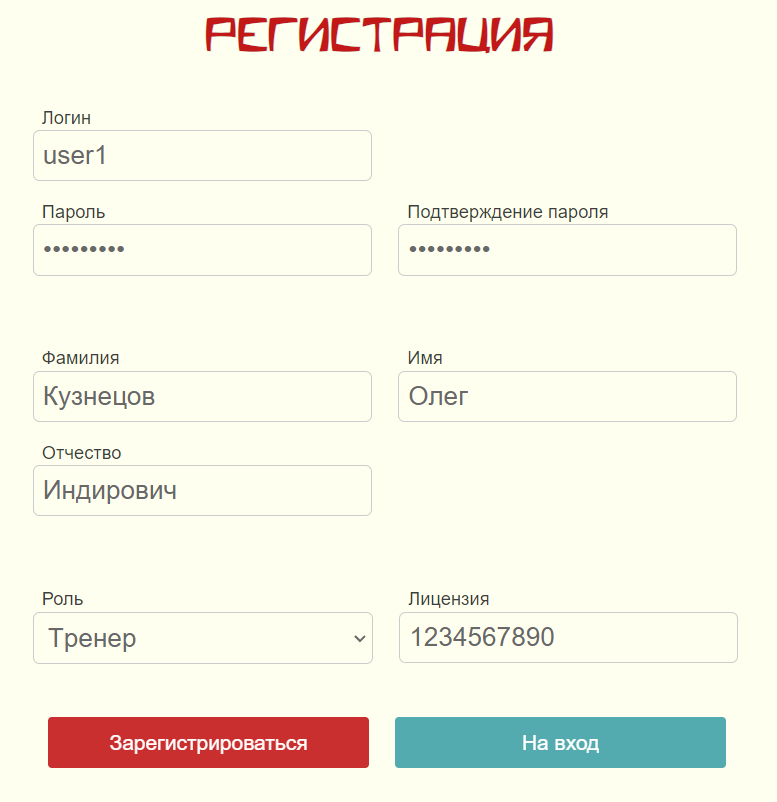 РЕГИСТРАЦИЯ
Логин
user1
Пароль Подтверждение пароля
••••••••• •••••••••
Фамилия Имя
Кузнецов Олег
Отчество
Индирович
Роль Лицензия
Тренер 1234567890
Зарегистрироваться На вход